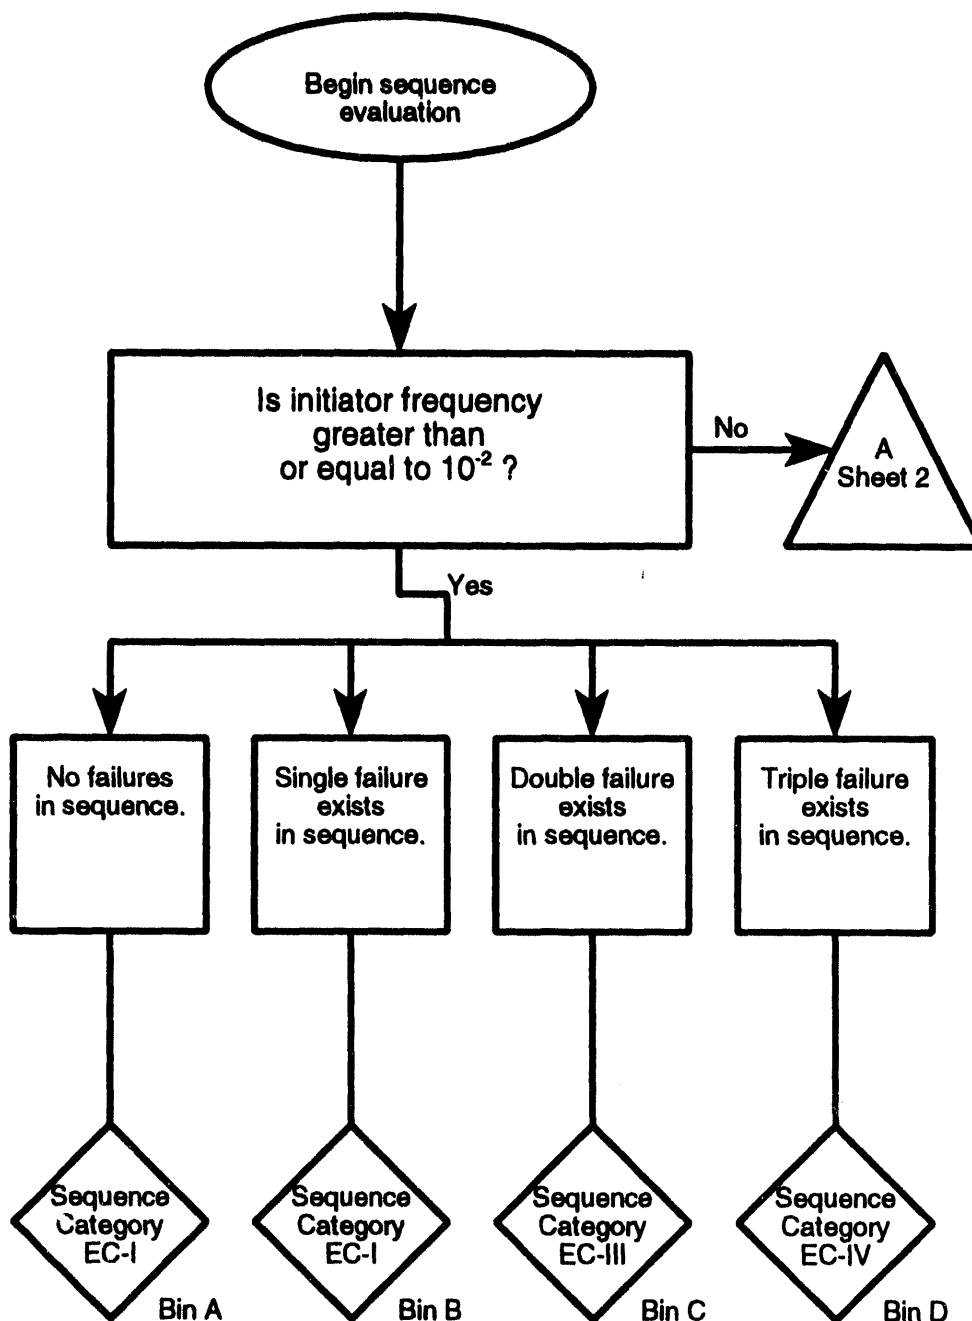 Begin sequence
evaluation
Is initiator frequency
greater than
or equal to 10⁻² ?
No
A
Sheet 2
Yes
No failures
in sequence.
Single failure
exists
in sequence.
Double failure
exists
in sequence.
Triple failure
exists
in sequence.
Sequence
Category
EC-I
Bin A
Sequence
Category
EC-I
Bin B
Sequence
Category
EC-III
Bin C
Sequence
Category
EC-IV
Bin D